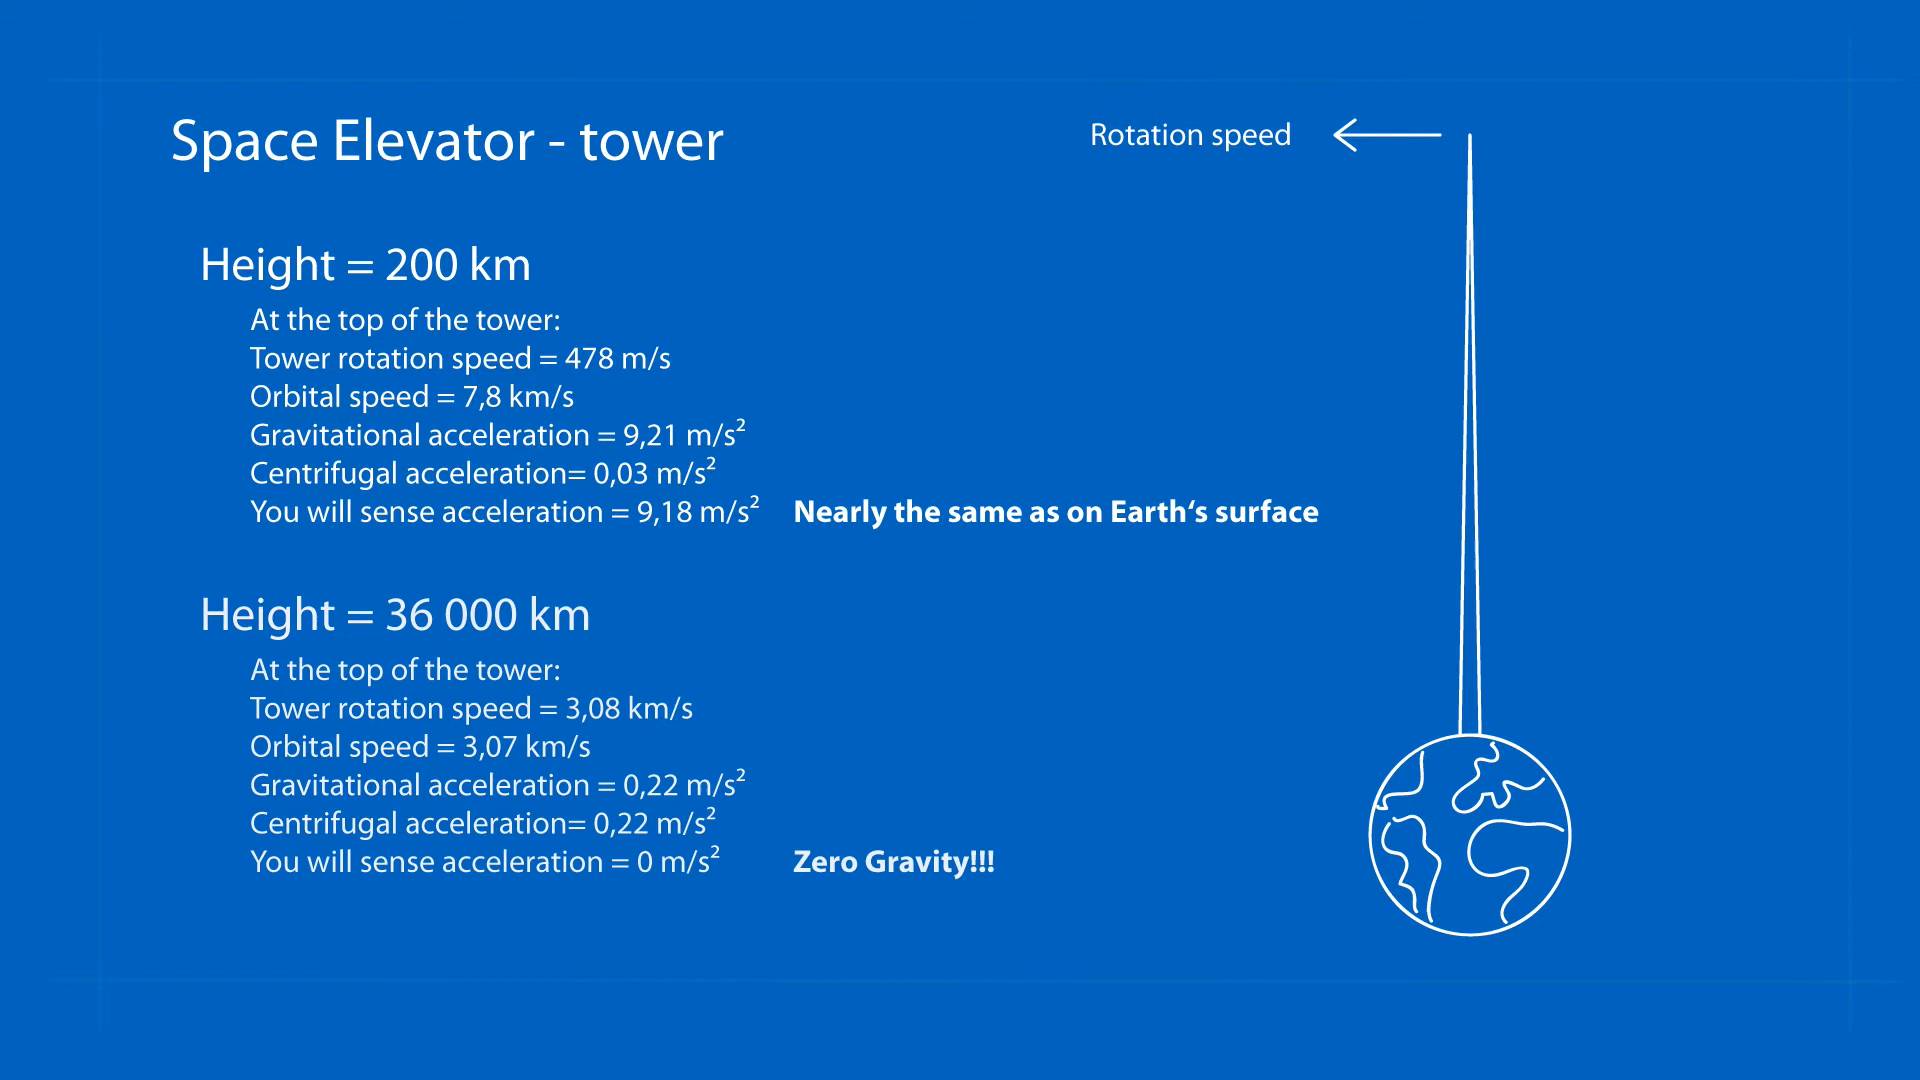 Space Elevator - tower
Rotation speed
Height = 200 km
At the top of the tower:
Tower rotation speed = 478 m/s
Orbital speed = 7,8 km/s
Gravitational acceleration = 9,21 m/s²
Centrifugal acceleration= 0,03 m/s²
You will sense acceleration = 9,18 m/s² Nearly the same as on Earth‘s surface
Height = 36 000 km
At the top of the tower:
Tower rotation speed = 3,08 km/s
Orbital speed = 3,07 km/s
Gravitational acceleration = 0,22 m/s²
Centrifugal acceleration= 0,22 m/s²
You will sense acceleration = 0 m/s² Zero Gravity!!!